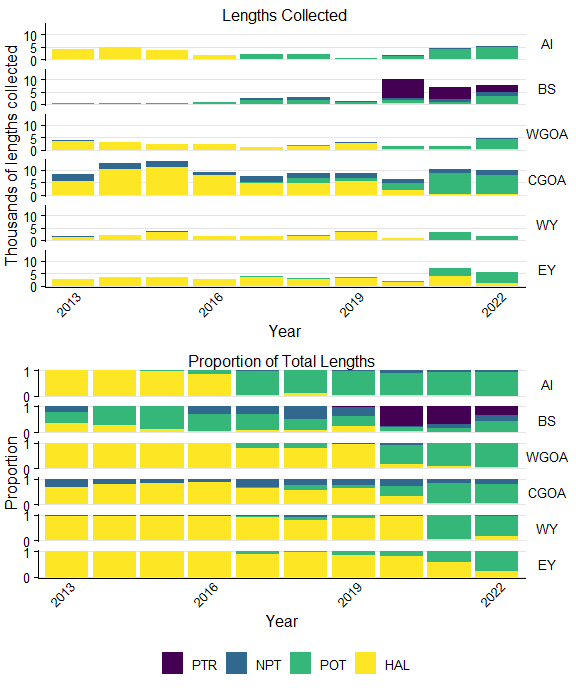 Lengths Collected
Thousands of lengths collected
10
5
0
AI
10
5
0
BS
10
5
0
WGOA
10
5
0
CGOA
10
5
0
WY
10
5
0
EY
2013
2016
2019
2022
Year
Proportion of Total Lengths
Proportion
1
0
AI
1
0
BS
1
0
WGOA
1
0
CGOA
1
0
WY
1
0
EY
2013
2016
2019
2022
Year
PTR NPT POT HAL